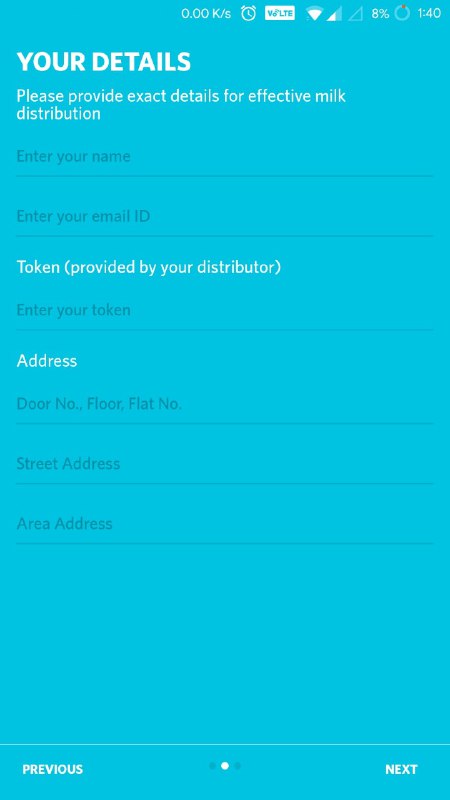 0.00 K/s VoLTE 8% 1:40
YOUR DETAILS
Please provide exact details for effective milk
distribution
Enter your name
Enter your email ID
Token (provided by your distributor)
Enter your token
Address
Door No., Floor, Flat No.
Street Address
Area Address
PREVIOUS NEXT